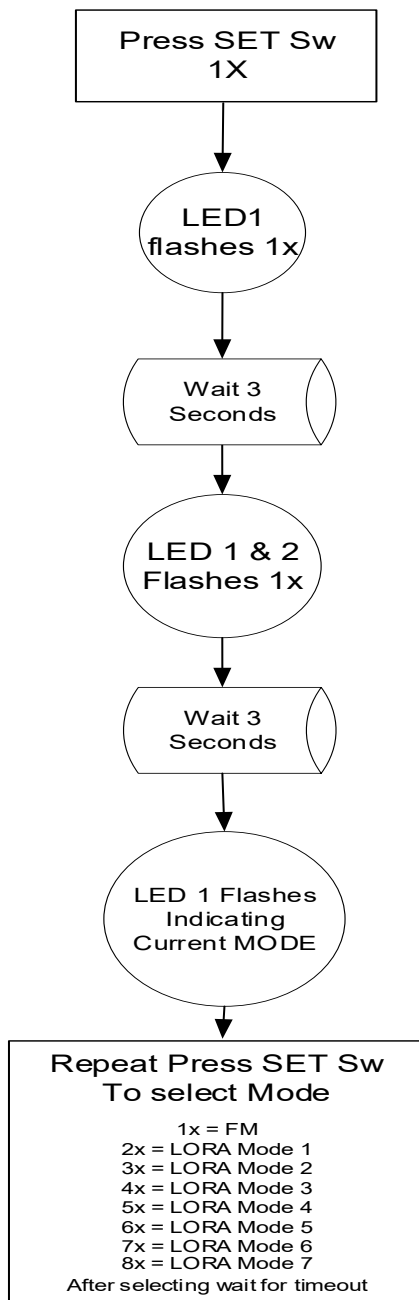 Press SET Sw
1X
LED1
flashes 1x
Wait 3
Seconds
LED 1 & 2
Flashes 1x
Wait 3
Seconds
LED 1 Flashes
Indicating
Current MODE
Repeat Press SET Sw
To select Mode
1x = FM
2x = LORA Mode 1
3x = LORA Mode 2
4x = LORA Mode 3
5x = LORA Mode 4
6x = LORA Mode 5
7x = LORA Mode 6
8x = LORA Mode 7
After selecting wait for timeout